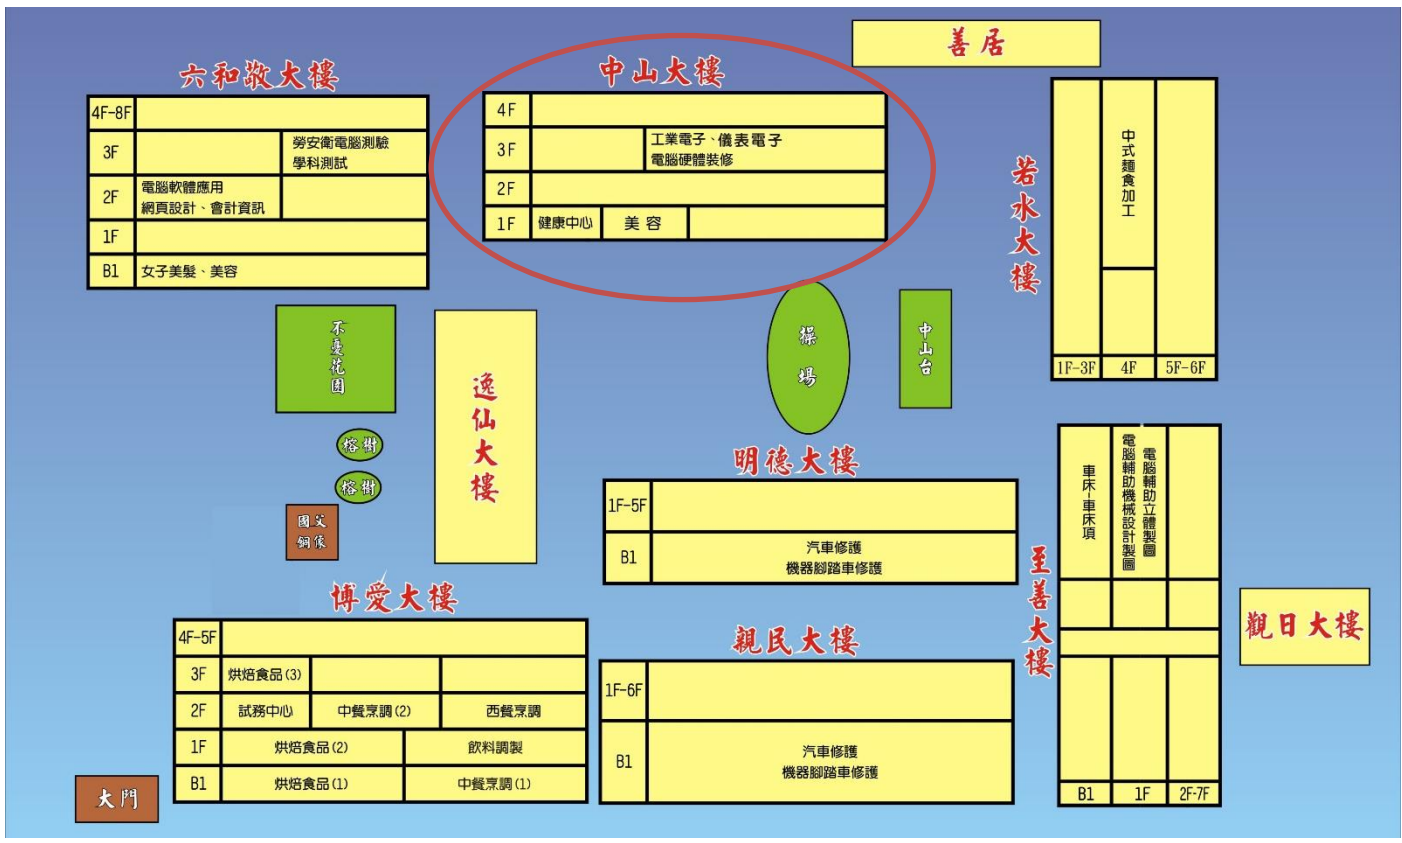 善居
六和敬大樓
4F-8F
3F
勞安衛電腦測驗
學科測試
2F
電腦軟體應用
網頁設計、會計資訊
1F
B1
女子美髮、美容
中山大樓
4F
3F
工業電子、儀表電子
電腦硬體裝修
2F
1F
健康中心
美容
若水大樓
中式麵食加工
1F-3F
4F
5F-6F
不憂花園
逸仙大樓
操場
中山台
榕樹
榕樹
國父
銅像
明德大樓
1F-5F
B1
汽車修護
機器腳踏車修護
至善大樓
車床-車床項
電腦輔助立體製圖
電腦輔助機械設計製圖
B1
1F
2F-7F
觀日大樓
博愛大樓
4F-5F
3F
烘焙食品(3)
2F
試務中心
中餐烹調(2)
西餐烹調
1F
烘焙食品(2)
飲料調製
B1
烘焙食品(1)
中餐烹調(1)
親民大樓
1F-6F
B1
汽車修護
機器腳踏車修護
大門